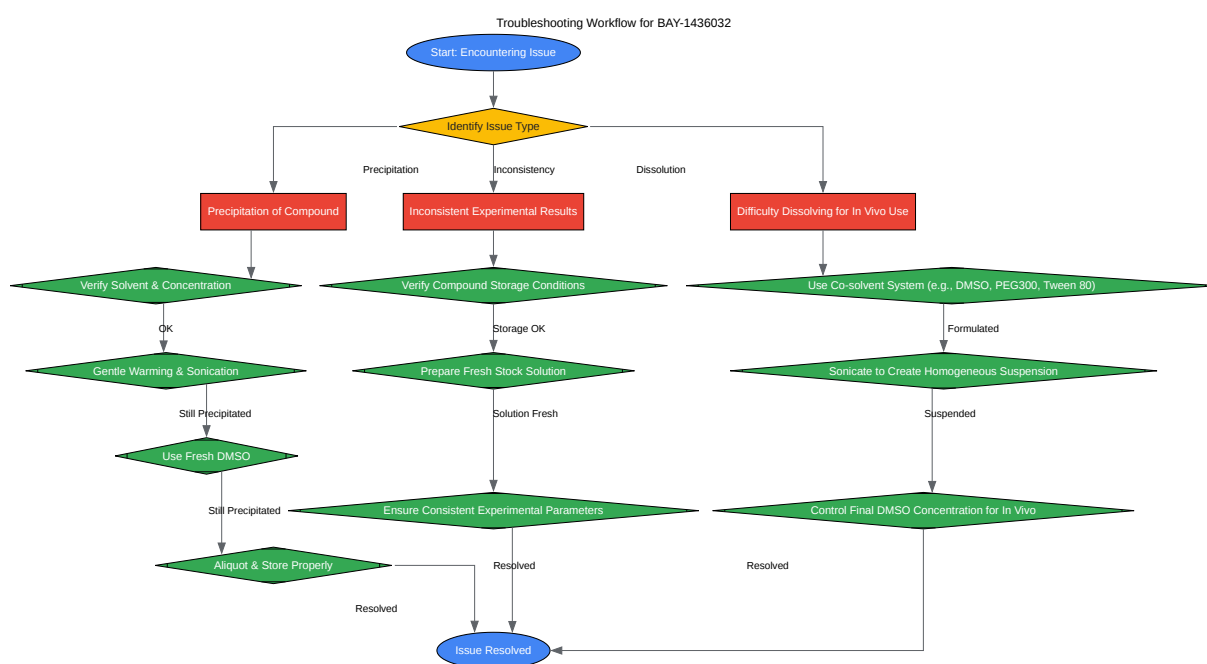 Troubleshooting Workflow for BAY-1436032
Start: Encountering Issue
Identify Issue Type
Precipitation
Inconsistency
Dissolution
Precipitation of Compound
Inconsistent Experimental Results
Difficulty Dissolving for In Vivo Use
Verify Solvent & Concentration
Verify Compound Storage Conditions
Use Co-solvent System (e.g., DMSO, PEG300, Tween 80)
OK
Storage OK
Formulated
Gentle Warming & Sonication
Prepare Fresh Stock Solution
Sonicate to Create Homogeneous Suspension
Still Precipitated
Solution Fresh
Suspended
Use Fresh DMSO
Still Precipitated
Ensure Consistent Experimental Parameters
Control Final DMSO Concentration for In Vivo
Aliquot & Store Properly
Resolved
Resolved
Resolved
Issue Resolved